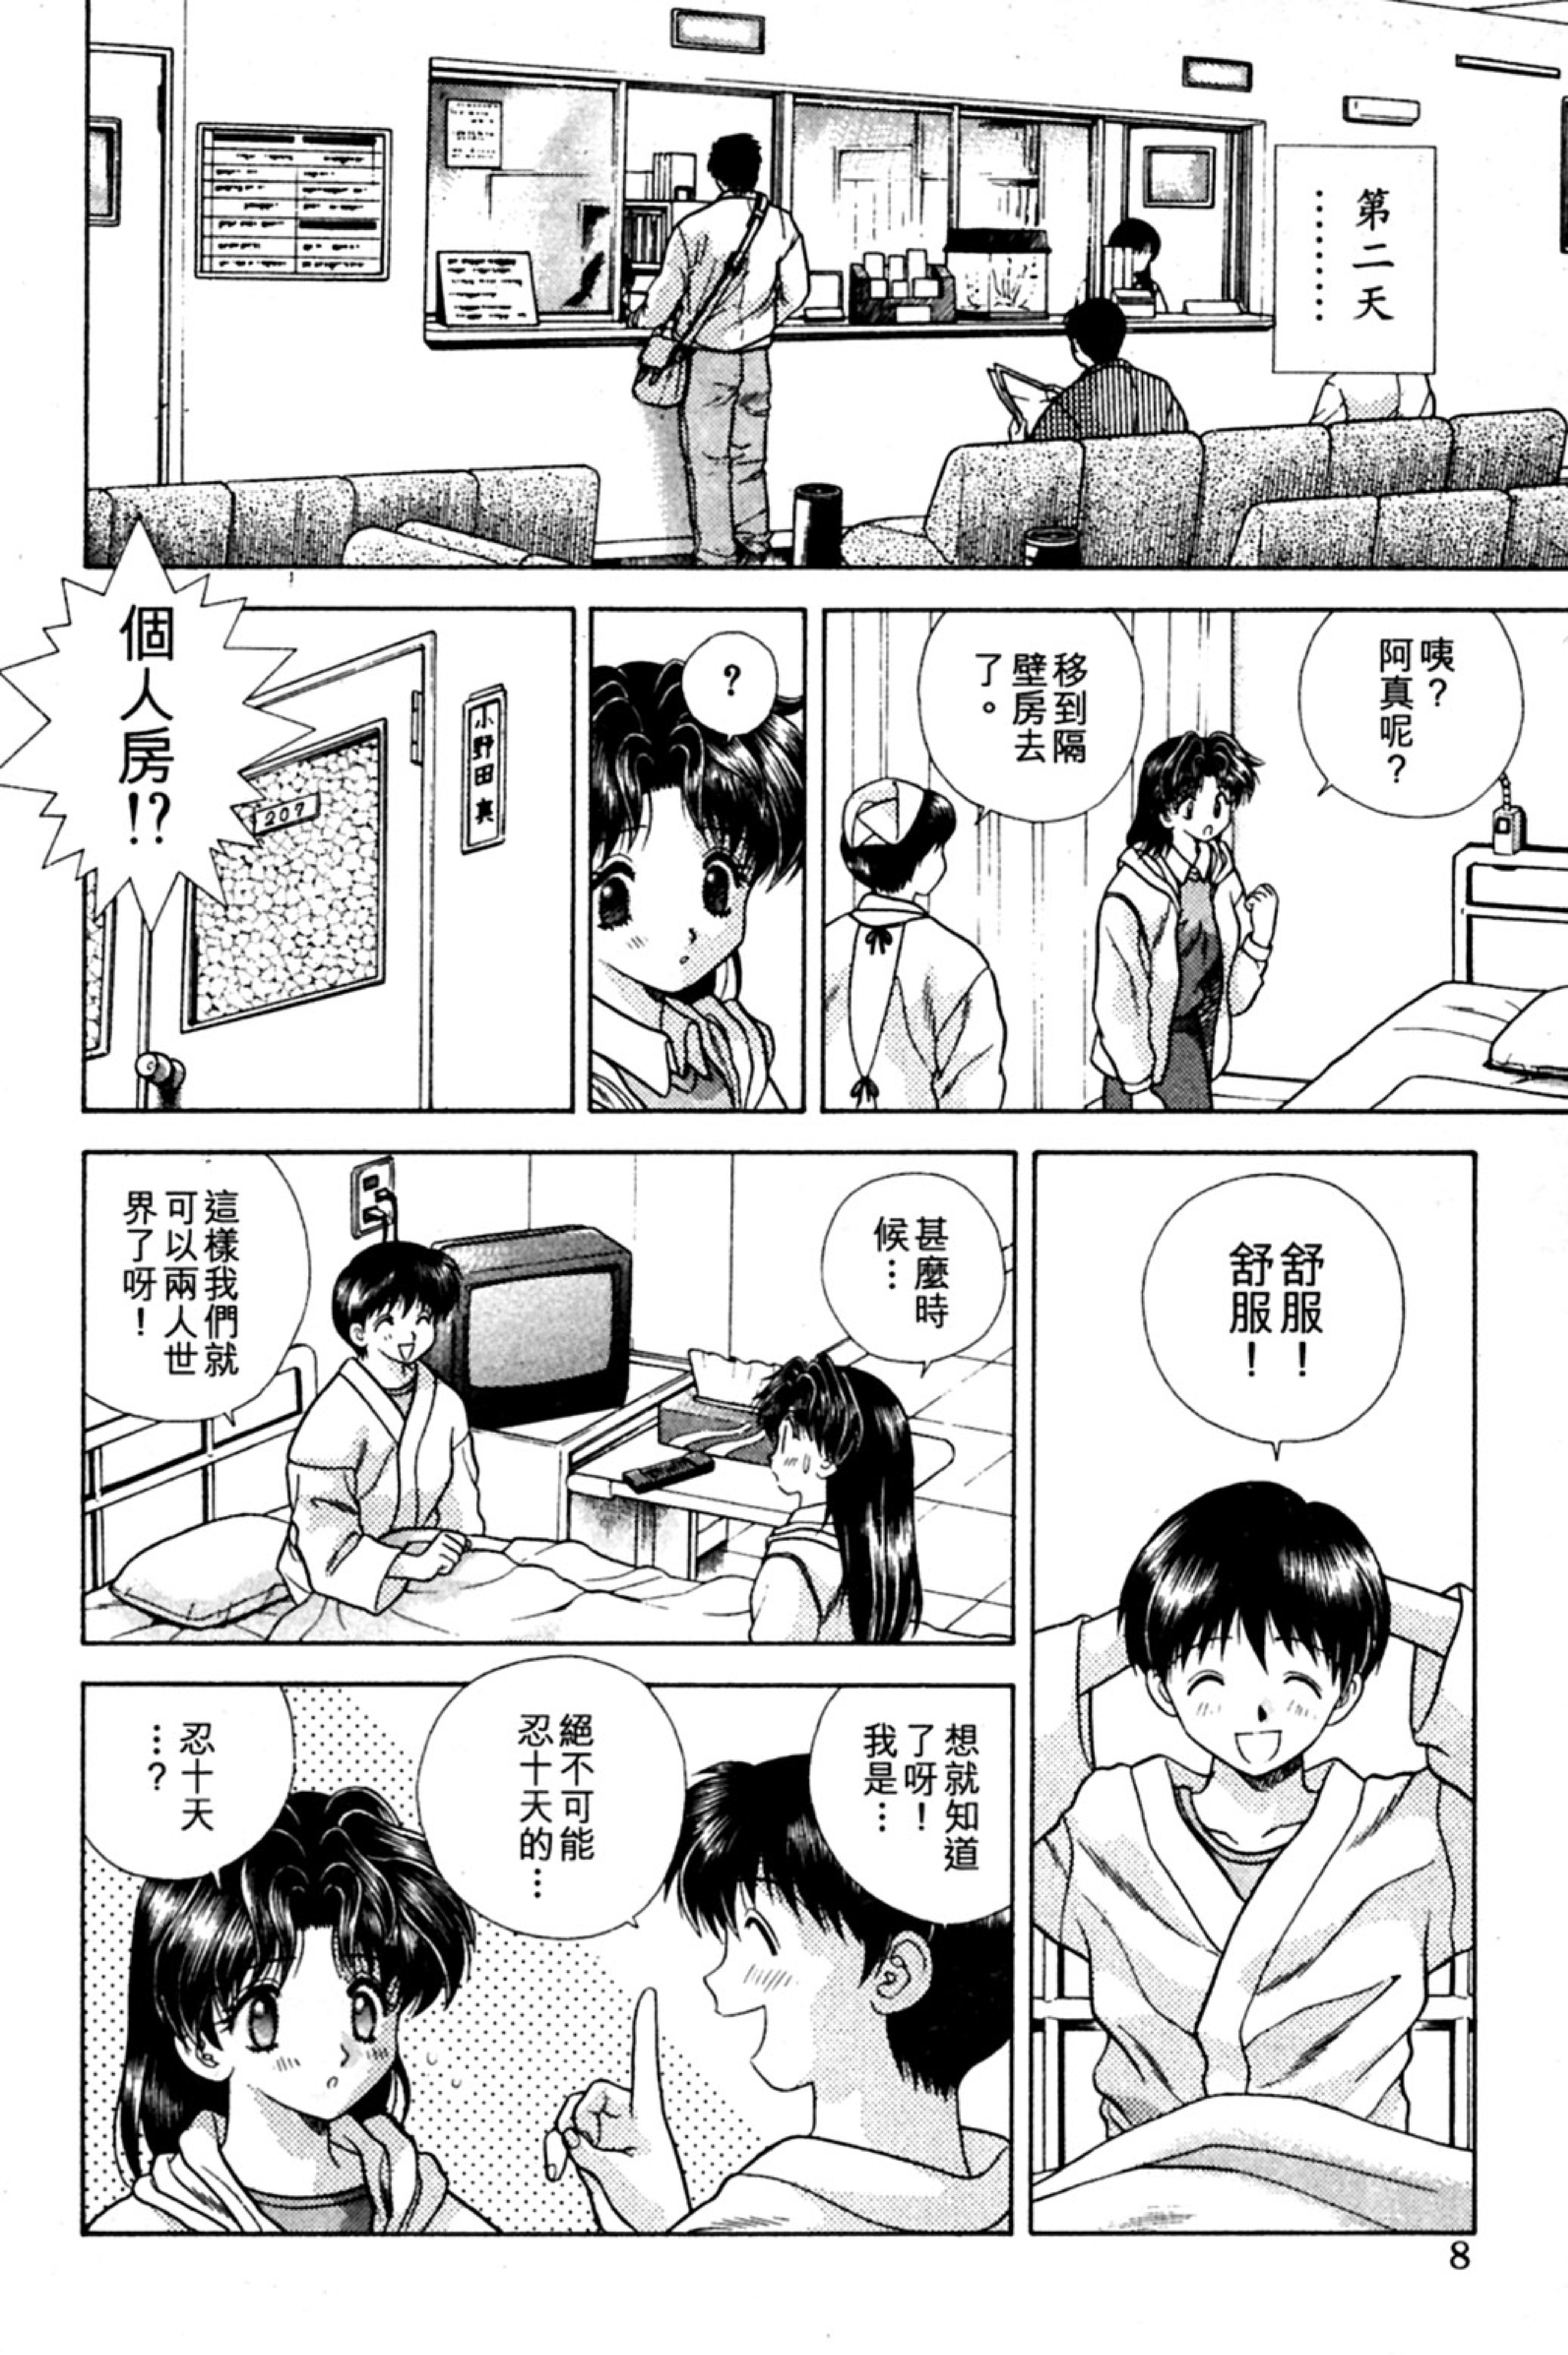 第二天
………
咦？
阿真呢？
移到隔
壁房去
了。
？
小野田真
207
個人房!?
舒服！
舒服！
甚麼時
候…
這樣我們就
可以兩人世
界了呀！
想就知道
了呀！
我是…
絕不可能
忍十天的…
忍十天
…？
8